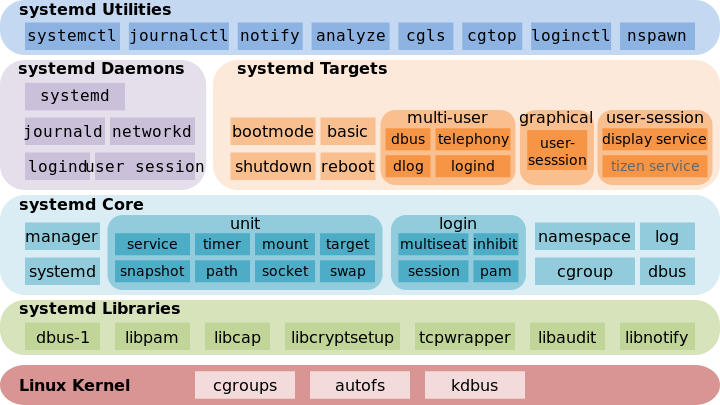 systemd Utilities
systemctl journalctl notify analyze cgls cgtop loginctl nspawn
systemd Daemons
systemd
journald networkd
logind user session
systemd Targets
bootmode basic
shutdown reboot
multi-user
dbus telephony
dlog logind
graphical
user-
sesssion
user-session
display service
tizen service
systemd Core
manager
systemd
unit
service timer mount target
snapshot path socket swap
login
multiseat inhibit
session pam
namespace log
cgroup dbus
systemd Libraries
dbus-1 libpam libcap libcryptsetup tcpwrapper libaudit libnotify
Linux Kernel cgroups autofs kdbus